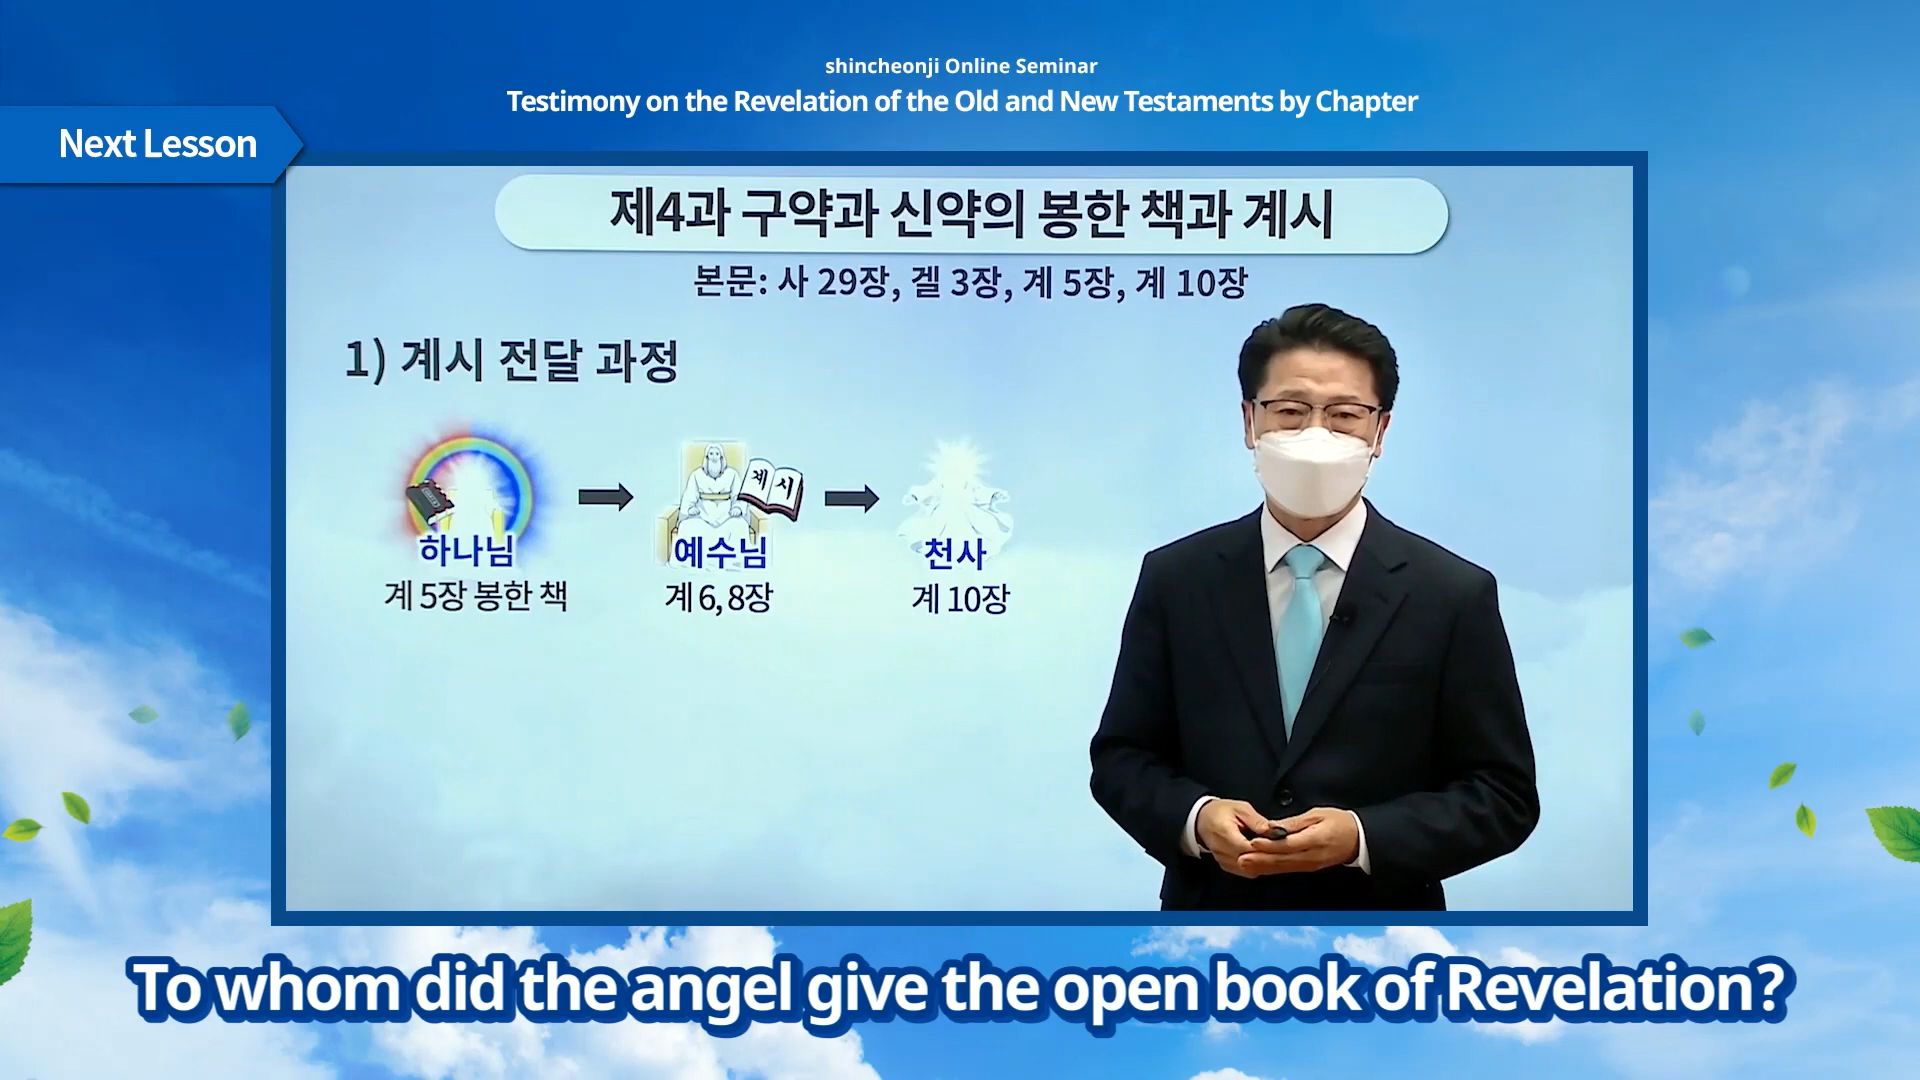 shincheonji Online Seminar
Testimony on the Revelation of the Old and New Testaments by Chapter
Next Lesson
제4과 구약과 신약의 봉한 책과 계시
본문: 사 29장, 겔 3장, 계 5장, 계 10장
1) 계시 전달 과정
계시
하나님
예수님
천사
계 5장 봉한 책
계 6, 8장
계 10장
To whom did the angel give the open book of Revelation?